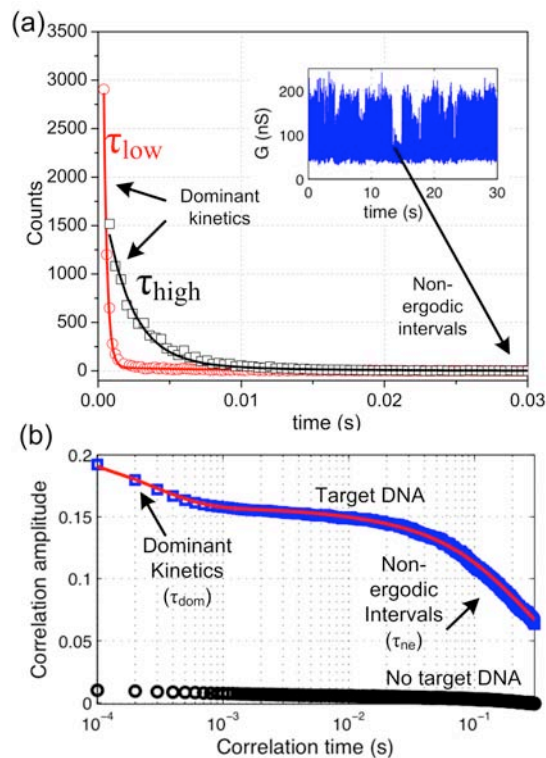 (a)
3500
3000
2500
2000
1500
1000
500
0
Counts
τlow
Dominant
kinetics
τhigh
200
100
0
G (nS)
0 10 20 30
time (s)
Non-
ergodic
intervals
0.00 0.01 0.02 0.03
time (s)
(b)
0.2
0.15
0.1
0.05
0
Correlation amplitude
Target DNA
Dominant
Kinetics
(τdom)
Non-
ergodic
Intervals
(τne)
No target DNA
10⁻⁴ 10⁻³ 10⁻² 10⁻¹
Correlation time (s)